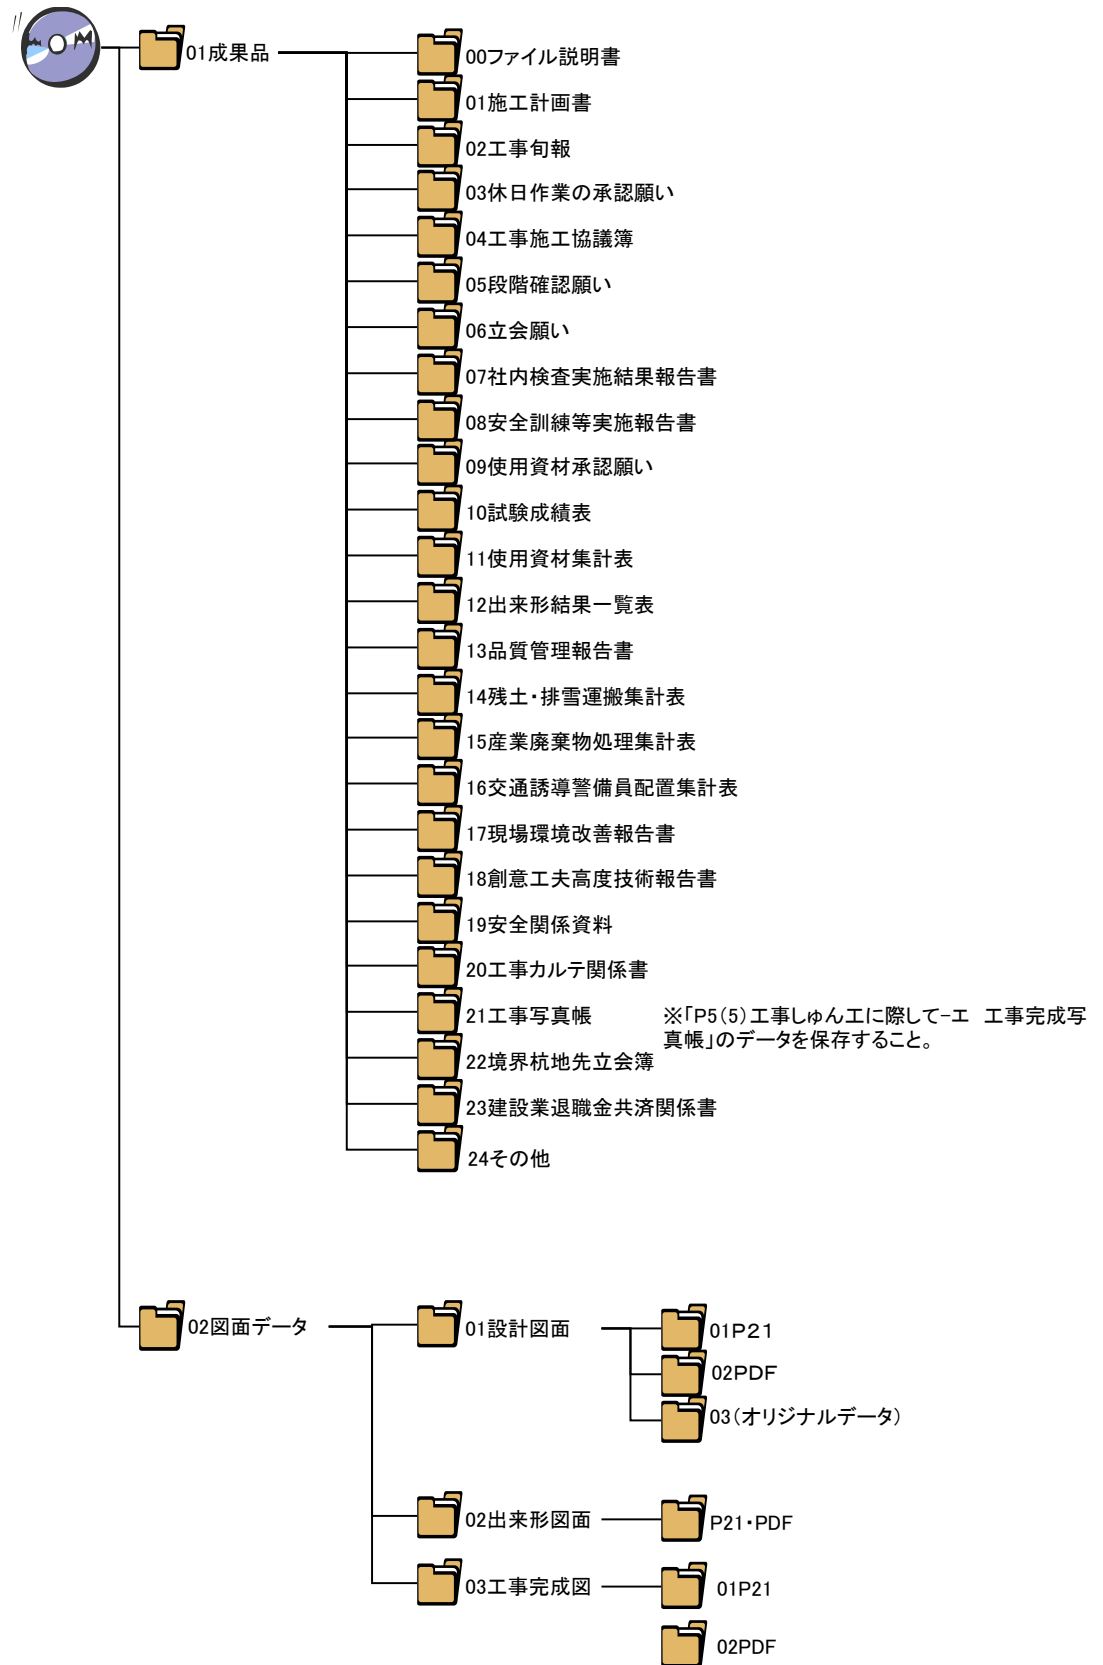 01成果品
00ファイル説明書
01施工計画書
02工事旬報
03休日作業の承認願い
04工事施工協議簿
05段階確認願い
06立会願い
07社内検査実施結果報告書
08安全訓練等実施報告書
09使用資材承認願い
10試験成績表
11使用資材集計表
12出来形結果一覧表
13品質管理報告書
14残土・排雪運搬集計表
15産業廃棄物処理集計表
16交通誘導警備員配置集計表
17現場環境改善報告書
18創意工夫高度技術報告書
19安全関係資料
20工事カルテ関係書
21工事写真帳
※「P5(5)工事しゅん工に際して-エ　工事完成写
真帳」のデータを保存すること。
22境界杭地先立会簿
23建設業退職金共済関係書
24その他
02図面データ
01設計図面
01P21
02PDF
03(オリジナルデータ)
02出来形図面
P21・PDF
03工事完成図
01P21
02PDF